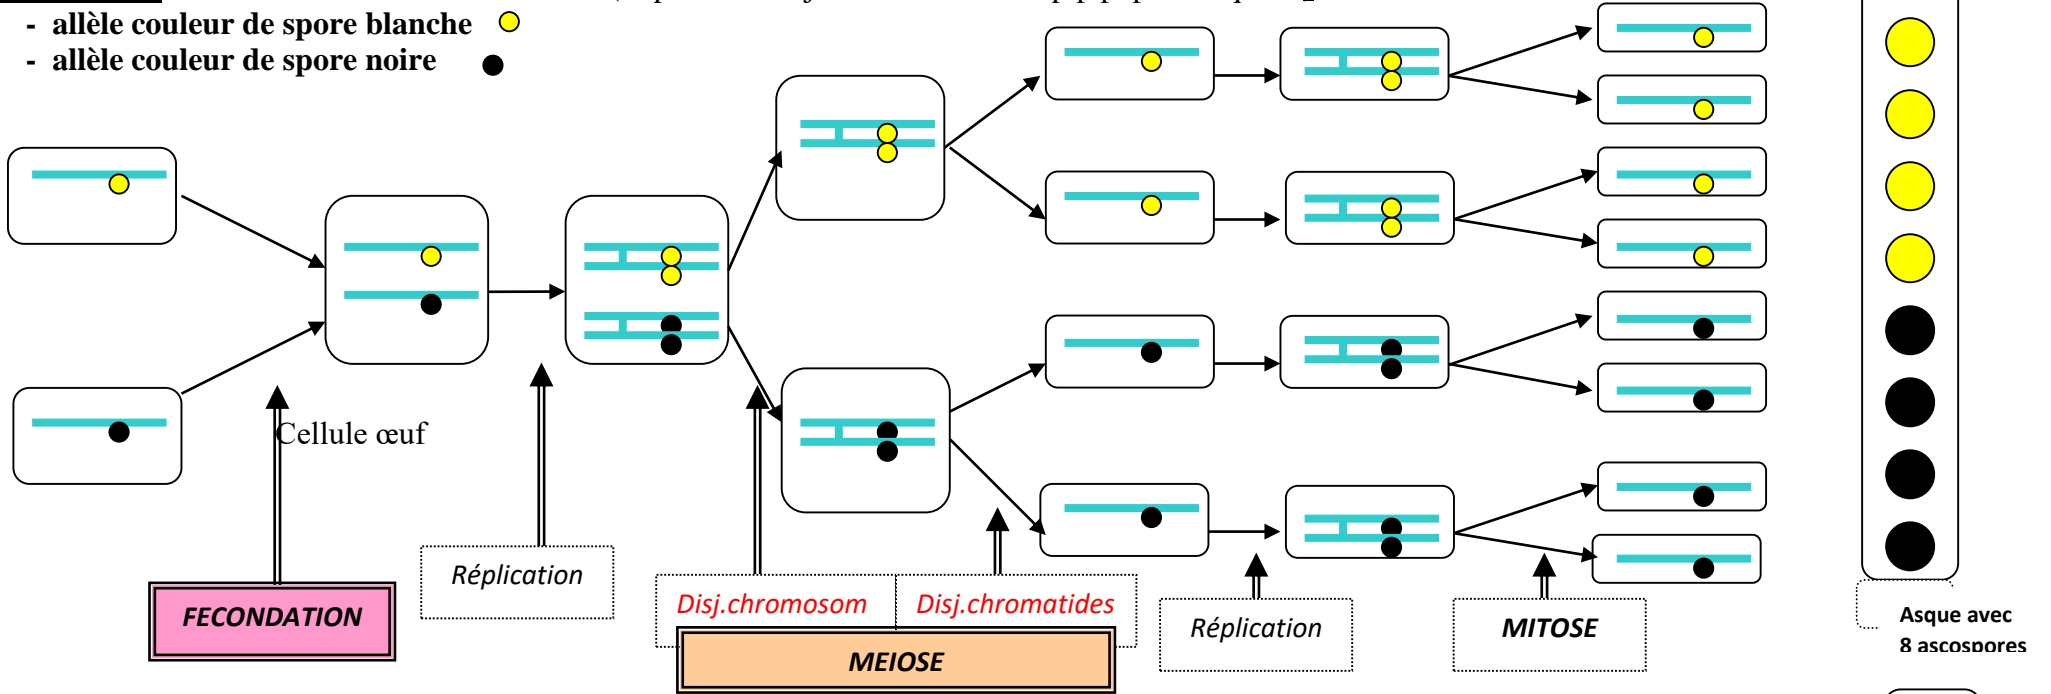 - allèle couleur de spore blanche
- allèle couleur de spore noire
Cellule œuf
Réplication
FECONDATION
Disj.chromosom
Disj.chromatides
MEIOSE
Réplication
MITOSE
Asque avec
8 ascospores